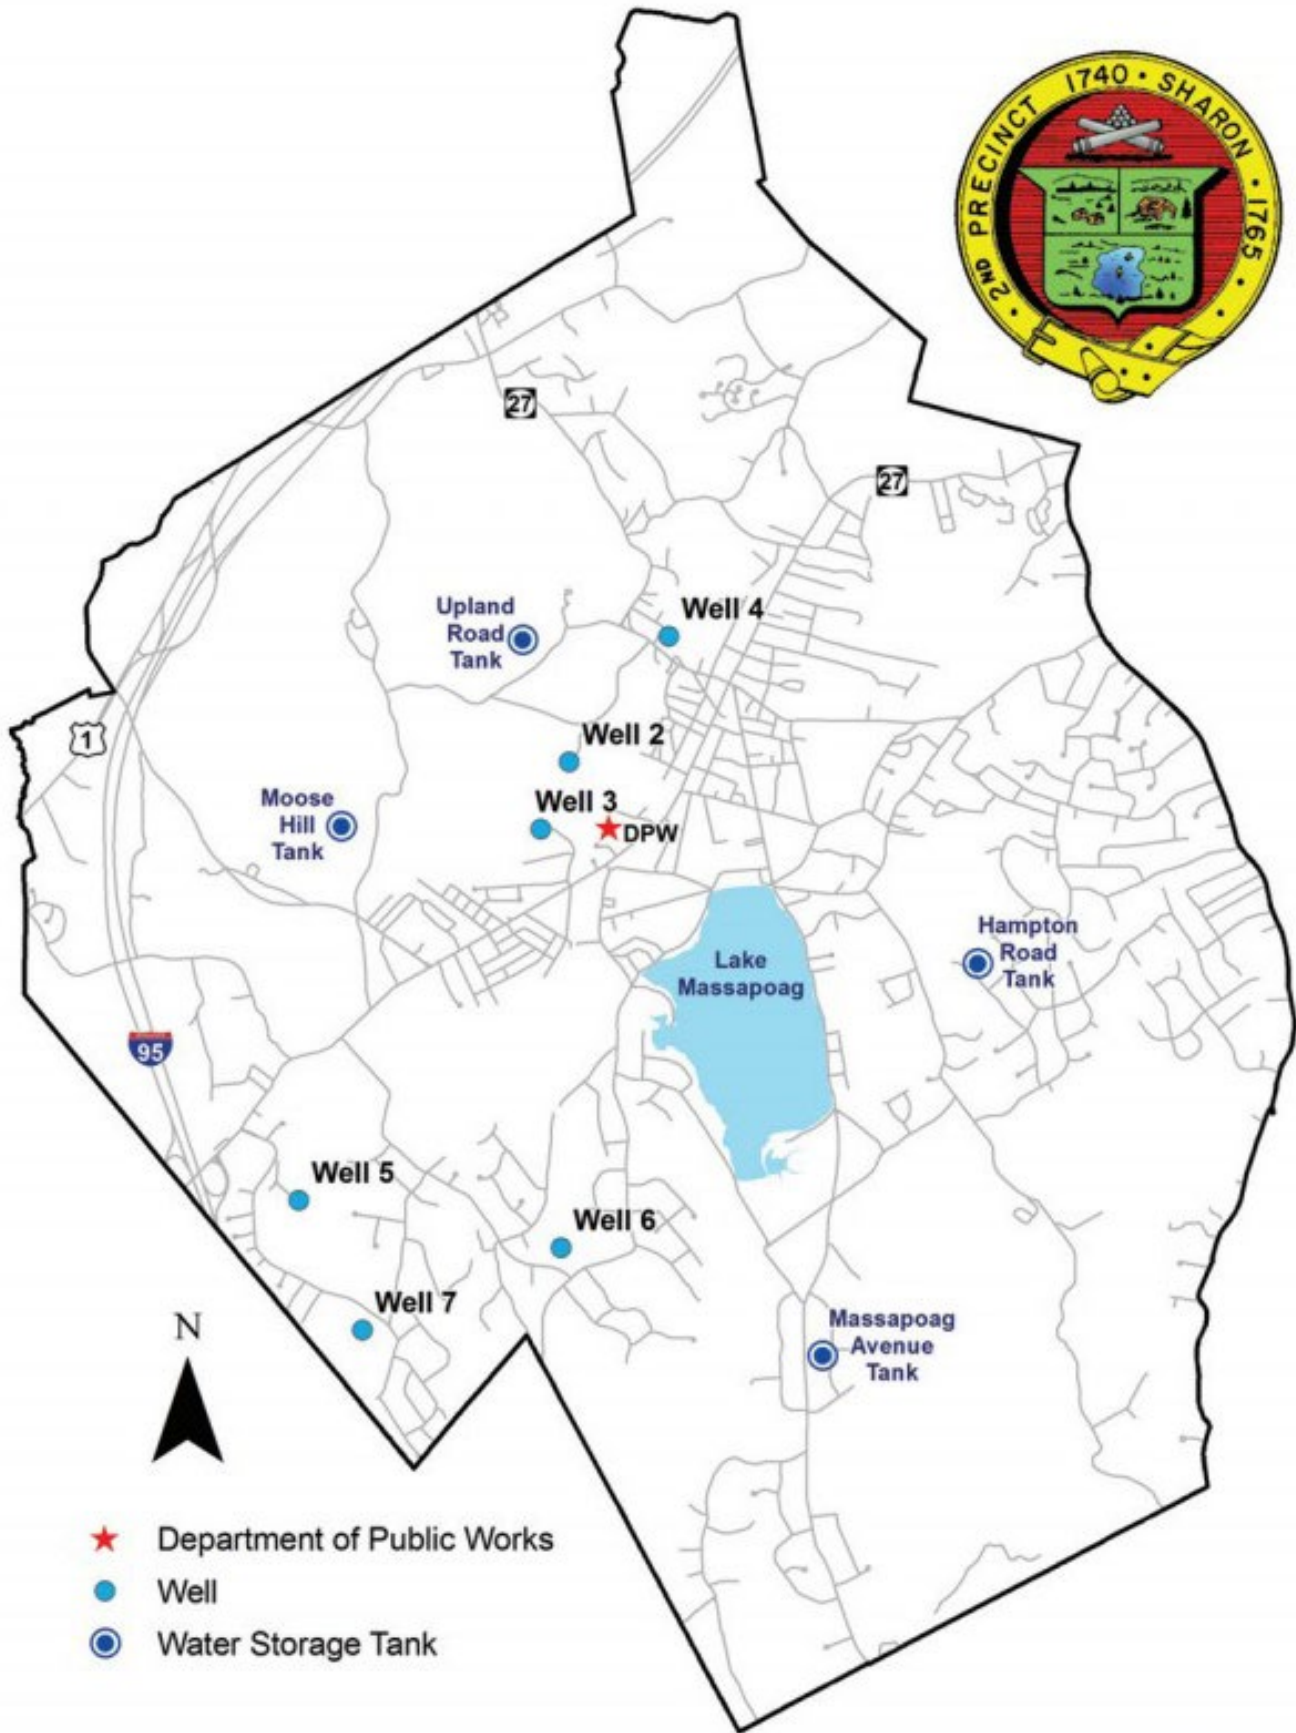 2ND PRECINCT 1740 • SHARON • 1765
27
27
Well 4
Upland
Road
Tank
Well 2
1
Moose
Hill
Tank
Well 3
DPW
Hampton
Road
Tank
Lake
Massapoag
95
Well 5
Well 6
Well 7
N
Massapoag
Avenue
Tank
Department of Public Works
Well
Water Storage Tank